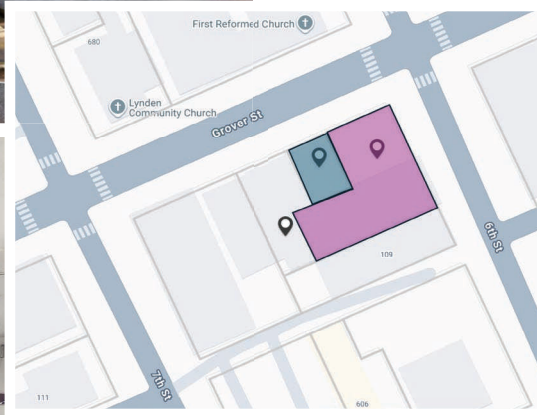 First Reformed Church
680
Lynden
Community Church
Grover St
6th St
109
7th St
111
606